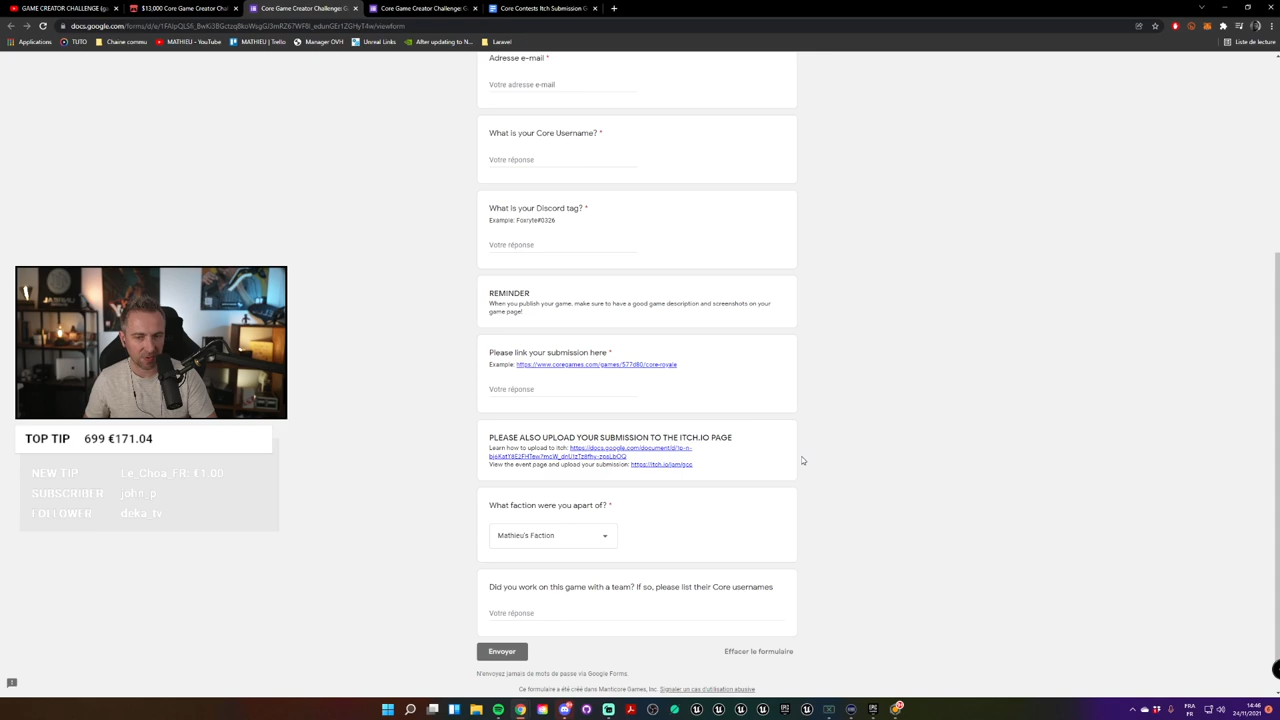 GAME CREATOR CHALLENGE (ga
$13,000 Core Game Creator Challe
Core Game Creator Challenge: G
Core Game Creator Challenge: G
Core Contests Itch Submission G
docs.google.com/forms/d/e/
/viewform
Applications
TUTO
Chaine commu
MATHIEU - YouTube
MATHIEU | Trello
Manager OVH
Unreal Links
After updating to N...
Laravel
Liste de lecture
Adresse e-mail *
Votre adresse e-mail
What is your Core Username? *
Votre réponse
What is your Discord tag? *
Example: Foxryte#0326
Votre réponse
REMINDER
When you publish your game, make sure to have a good game description and screenshots on your
game page!
Please link your submission here *
Example: https://www.coregames.com/games/577d80/core-royale
Votre réponse
PLEASE ALSO UPLOAD YOUR SUBMISSION TO THE ITCH.IO PAGE
Learn how to upload to itch:
View the event page and upload your submission: https://itch.io/jam/gcc
What faction were you apart of? *
Mathieu's Faction
Did you work on this game with a team? If so, please list their Core usernames
Votre réponse
Envoyer
Effacer le formulaire
N'envoyez jamais de mots de passe via Google Forms.
Ce formulaire a été créé dans Manticore Games, Inc. Signaler un cas d'utilisation abusive
TOP TIP 699 €171.04
NEW TIP Le_Choa_FR: €1.00
SUBSCRIBER john_p
FOLLOWER deka_tv
FRA
FR
14:46
24/11/2021